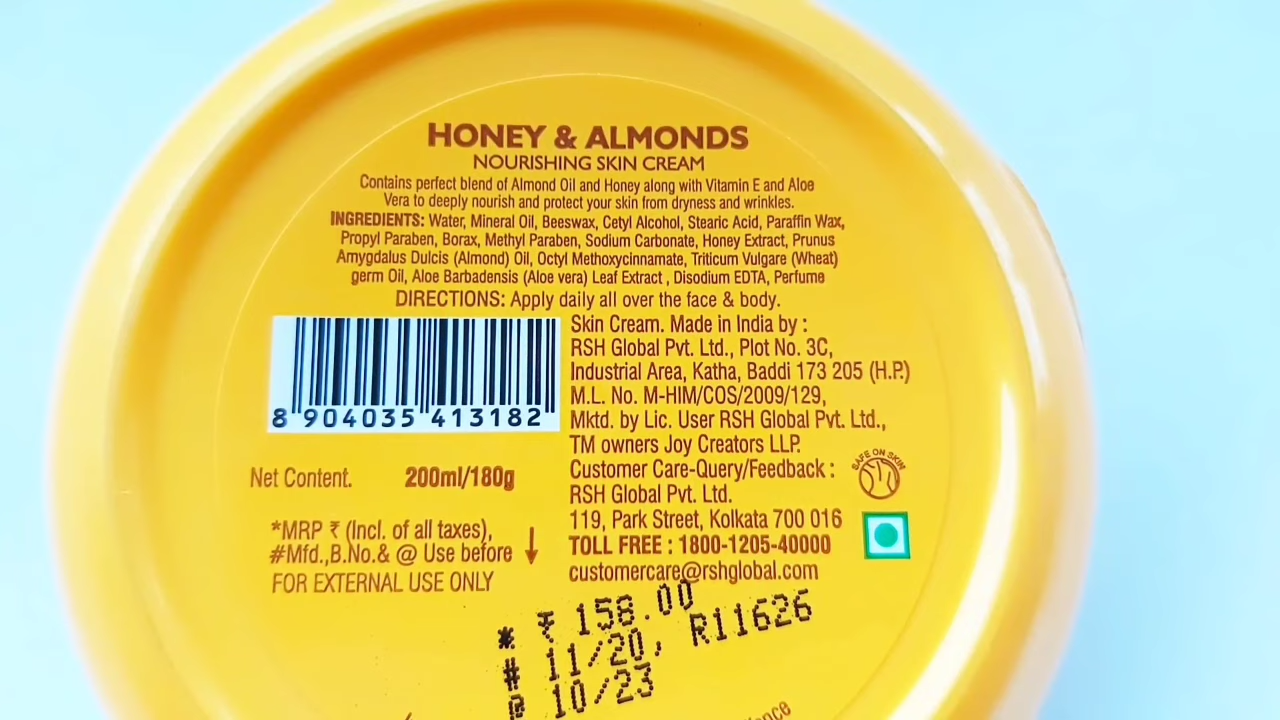 HONEY & ALMONDS
NOURISHING SKIN CREAM
Contains perfect blend of Almond Oil and Honey along with Vitamin E and Aloe
Vera to deeply nourish and protect your skin from dryness and wrinkles.
INGREDIENTS: Water, Mineral Oil, Beeswax, Cetyl Alcohol, Stearic Acid, Paraffin Wax,
Propyl Paraben, Borax, Methyl Paraben, Sodium Carbonate, Honey Extract, Prunus
Amygdalus Dulcis (Almond) Oil, Octyl Methoxycinnamate, Triticum Vulgare (Wheat)
germ Oil, Aloe Barbadensis (Aloe vera) Leaf Extract , Disodium EDTA, Perfume
DIRECTIONS: Apply daily all over the face & body.
8 904035 413182
Net Content. 200ml/180g
*MRP ₹ (Incl. of all taxes),
#Mfd.,B.No.& @ Use before
FOR EXTERNAL USE ONLY
Skin Cream. Made in India by :
RSH Global Pvt. Ltd., Plot No. 3C,
Industrial Area, Katha, Baddi 173 205 (H.P.)
M.L. No. M-HIM/COS/2009/129,
Mktd. by Lic. User RSH Global Pvt. Ltd.,
TM owners Joy Creators LLP.
Customer Care-Query/Feedback :
RSH Global Pvt. Ltd.
119, Park Street, Kolkata 700 016
TOLL FREE : 1800-1205-40000
customercare@rshglobal.com
SAFE ON SKIN
* ₹ 158.00
# 11/20, R11626
@ 10/23